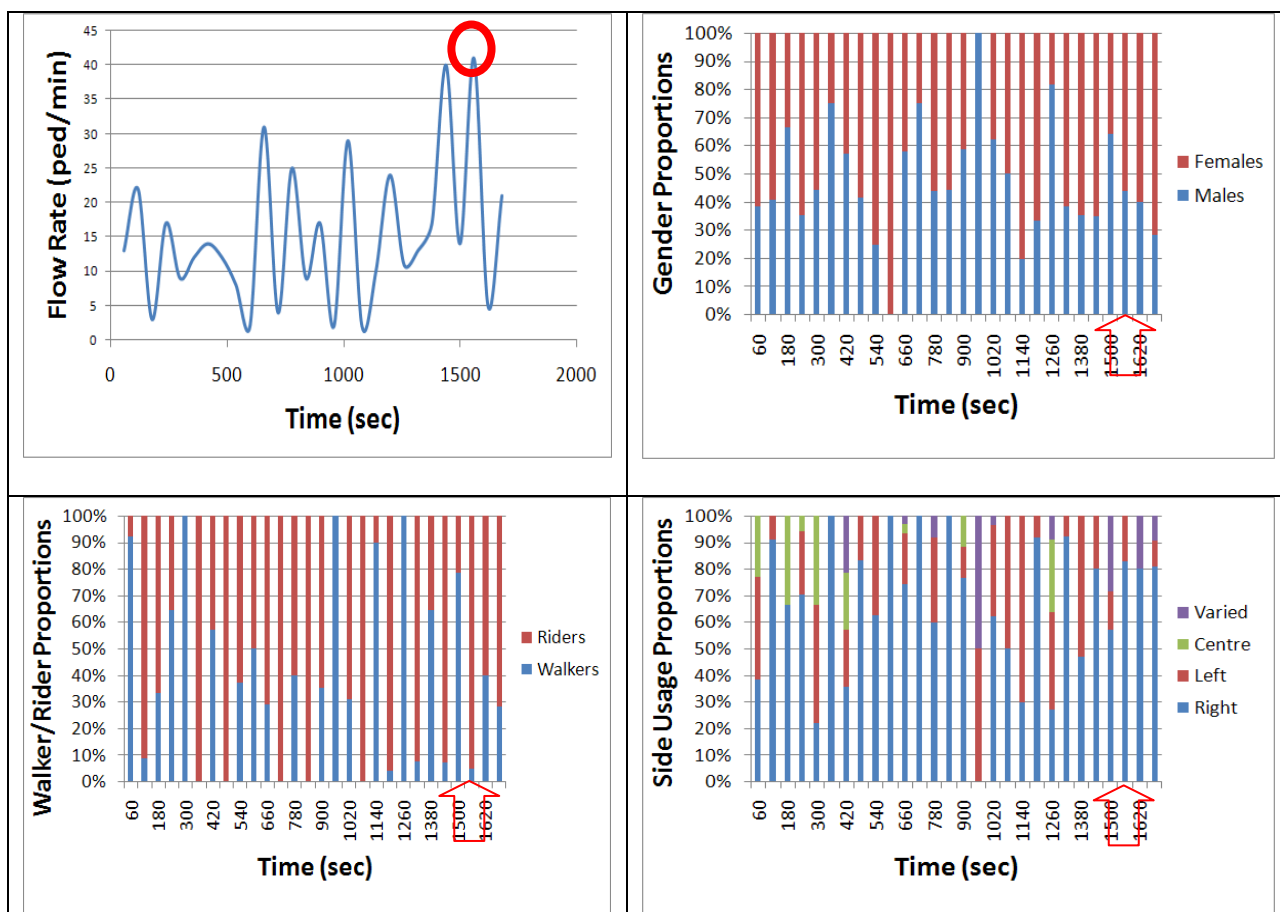 45
40
35
30
25
20
15
10
5
0
Flow Rate (ped/min)
0 500 1000 1500 2000
Time (sec)
100%
90%
80%
70%
60%
50%
40%
30%
20%
10%
0%
Gender Proportions
Females
Males
60 180 300 420 540 660 780 900 1020 1140 1260 1380 1500 1620
Time (sec)
100%
90%
80%
70%
60%
50%
40%
30%
20%
10%
0%
Walker/Rider Proportions
Riders
Walkers
60 180 300 420 540 660 780 900 1020 1140 1260 1380 1500 1620
Time (sec)
100%
90%
80%
70%
60%
50%
40%
30%
20%
10%
0%
Side Usage Proportions
Varied
Centre
Left
Right
60 180 300 420 540 660 780 900 1020 1140 1260 1380 1500 1620
Time (sec)